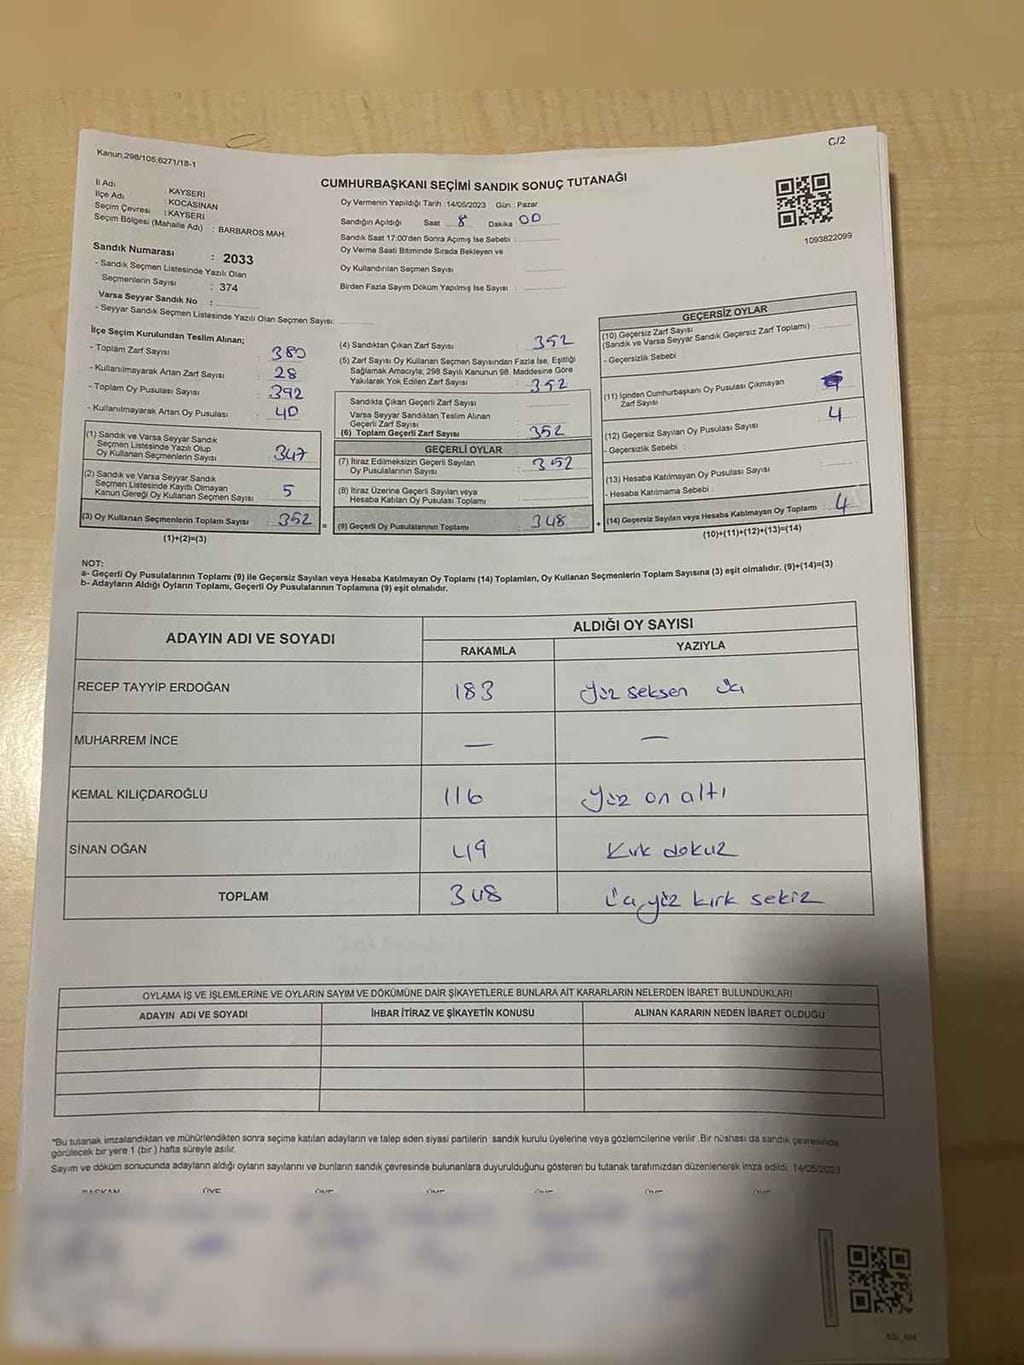 Kanun:298/105;6271/18-1
C/2
CUMHURBAŞKANI SEÇİMİ SANDIK SONUÇ TUTANAĞI
İl Adı : KAYSERİ
İlçe Adı : KOCASİNAN
Seçim Çevresi : KAYSERİ
Seçim Bölgesi (Mahalle Adı) : BARBAROS MAH.
Sandık Numarası : 2033
- Sandık Seçmen Listesinde Yazılı Olan
Seçmenlerin Sayısı : 374
Varsa Seyyar Sandık No :
- Seyyar Sandık Seçmen Listesinde Yazılı Olan Seçmen Sayısı:
Oy Vermenin Yapıldığı Tarih :14/05/2023 Gün : Pazar
Sandığın Açıldığı Saat 8 Dakika 00
Sandık Saat 17:00'den Sonra Açımış İse Sebebi :
Oy Verme Saati Bitiminde Sırada Bekleyen ve
Oy Kullandırılan Seçmen Sayısı
Birden Fazla Sayım Döküm Yapılmış İse Sayısı :
1093822099
İlçe Seçim Kurulundan Teslim Alınan;
- Toplam Zarf Sayısı : 380
- Kullanılmayarak Artan Zarf Sayısı : 28
- Toplam Oy Pusulası Sayısı : 392
- Kullanılmayarak Artan Oy Pusulası : 40
(1) Sandık ve Varsa Seyyar Sandık
Seçmen Listesinde Yazılı Olup
Oy Kullanan Seçmenlerin Sayısı : 347
(2) Sandık ve Varsa Seyyar Sandık
Seçmen Listesinde Kayıtlı Olmayan
Kanun Gereği Oy Kullanan Seçmen Sayısı : 5
(3) Oy Kullanan Seçmenlerin Toplam Sayısı : 352
(1)+(2)=(3)
(4) Sandıktan Çıkan Zarf Sayısı : 352
(5) Zarf Sayısı Oy Kullanan Seçmen Sayısından Fazla İse, Eşitliği
Sağlamak Amacıyla, 298 Sayılı Kanunun 98. Maddesine Göre
Yakılarak Yok Edilen Zarf Sayısı : 352
Sandıkta Çıkan Geçerli Zarf Sayısı
Varsa Seyyar Sandıktan Teslim Alınan
Geçerli Zarf Sayısı
(6) Toplam Geçerli Zarf Sayısı : 352
GEÇERLİ OYLAR
(7) İtiraz Edilmeksizin Geçerli Sayılan
Oy Pusulalarının Sayısı : 352
(8) İtiraz Üzerine Geçerli Sayılan veya
Hesaba Katılan Oy Pusulası Toplamı
=
(9) Geçerli Oy Pusulalarının Toplamı : 348
+
GEÇERSİZ OYLAR
(10) Geçersiz Zarf Sayısı
(Sandık ve Varsa Seyyar Sandık Geçersiz Zarf Toplamı) :
- Geçersizlik Sebebi
(11) İçinden Cumhurbaşkanı Oy Pusulası Çıkmayan
Zarf Sayısı
(12) Geçersiz Sayılan Oy Pusulası Sayısı 4
- Geçersizlik Sebebi :
(13) Hesaba Katılmayan Oy Pusulası Sayısı
- Hesaba Katılmama Sebebi
(14) Geçersiz Sayılan veya Hesaba Katılmayan Oy Toplamı : 4
(10)+(11)+(12)+(13)=(14)
NOT:
a- Geçerli Oy Pusulalarının Toplamı (9) ile Geçersiz Sayılan veya Hesaba Katılmayan Oy Toplamı (14) Toplamları, Oy Kullanan Seçmenlerin Toplam Sayısına (3) eşit olmalıdır. (9)+(14)=(3)
b- Adayların Aldığı Oyların Toplamı, Geçerli Oy Pusulalarının Toplamına (9) eşit olmalıdır.
ADAYIN ADI VE SOYADI
ALDIĞI OY SAYISI
RAKAMLA YAZIYLA
RECEP TAYYİP ERDOĞAN 183 Yüz seksen üç
MUHARREM İNCE — —
KEMAL KILIÇDAROĞLU 116 Yüz on altı
SİNAN OĞAN 49 Kırk dokuz
TOPLAM 348 Üçyüz kırk sekiz
OYLAMA İŞ VE İŞLEMLERİNE VE OYLARIN SAYIM VE DÖKÜMÜNE DAİR ŞİKAYETLERLE BUNLARA AİT KARARLARIN NELERDEN İBARET BULUNDUKLARI
ADAYIN ADI VE SOYADI İHBAR İTİRAZ VE ŞİKAYETİN KONUSU ALINAN KARARIN NEDEN İBARET OLDUĞU
"Bu tutanak imzalandıktan ve mühürlendikten sonra seçime katılan adayların ve talep eden siyasi partilerin sandık kurulu üyelerine veya gözlemcilerine verilir .Bir nüshası da sandık çevresinde
görülecek bir yere 1 (bir ) hafta süreyle asılır.
Sayım ve döküm sonucunda adayların aldığı oyların sayılarını ve bunların sandık çevresinde bulunanlara duyurulduğunu gösteren bu tutanak tarafımızdan düzenlenerek imza edildi. 14/05/2023
BAŞKAN ÜYE ÜYE ÜYE ÜYE ÜYE ÜYE